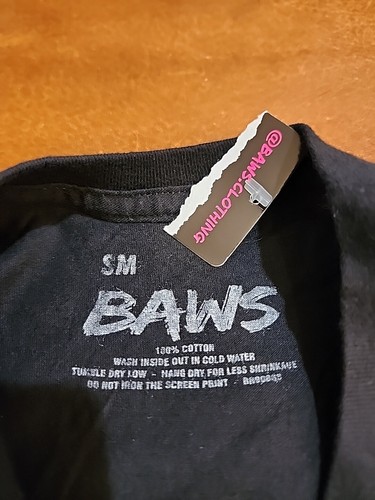 @BAWS.CLOTHING
SM
BAWS
100% COTTON
WASH INSIDE OUT IN COLD WATER
TUMBLE DRY LOW - HANG DRY FOR LESS SHRINKAGE
DO NOT IRON THE SCREEN PRINT -